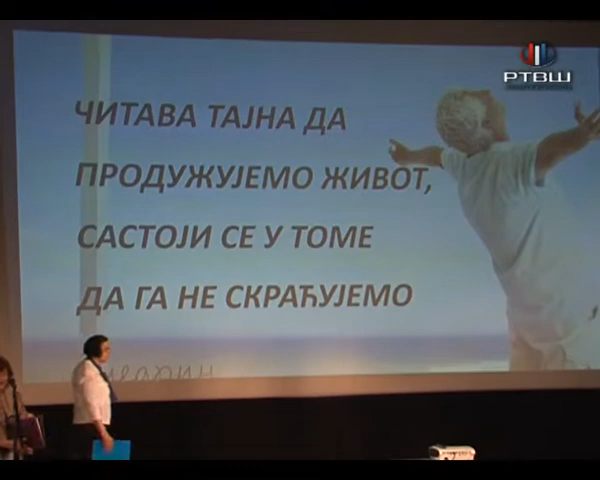 РТВШ
ЧИТАВА ТАЈНА ДА
ПРОДУЖУЈЕМО ЖИВОТ,
САСТОЈИ СЕ У ТОМЕ
ДА ГА НЕ СКРАЋУЈЕМО